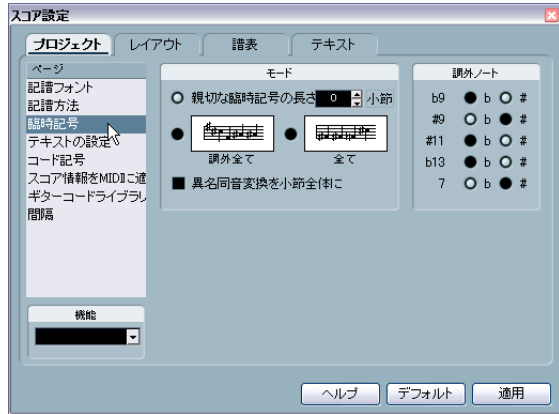 スコア設定
プロジェクト レイアウト 譜表 テキスト
ページ
記譜フォント
記譜方法
臨時記号
テキストの設定
コード記号
スコア情報をMIDIに適
ギターコードライブラリ
間隔
機能
モード
親切な臨時記号の長さ 0 小節
調外全て 全て
異名同音変換を小節全体に
調外ノート
b9 b #
#9 b #
#11 b #
b13 b #
7 b #
ヘルプ デフォルト 適用